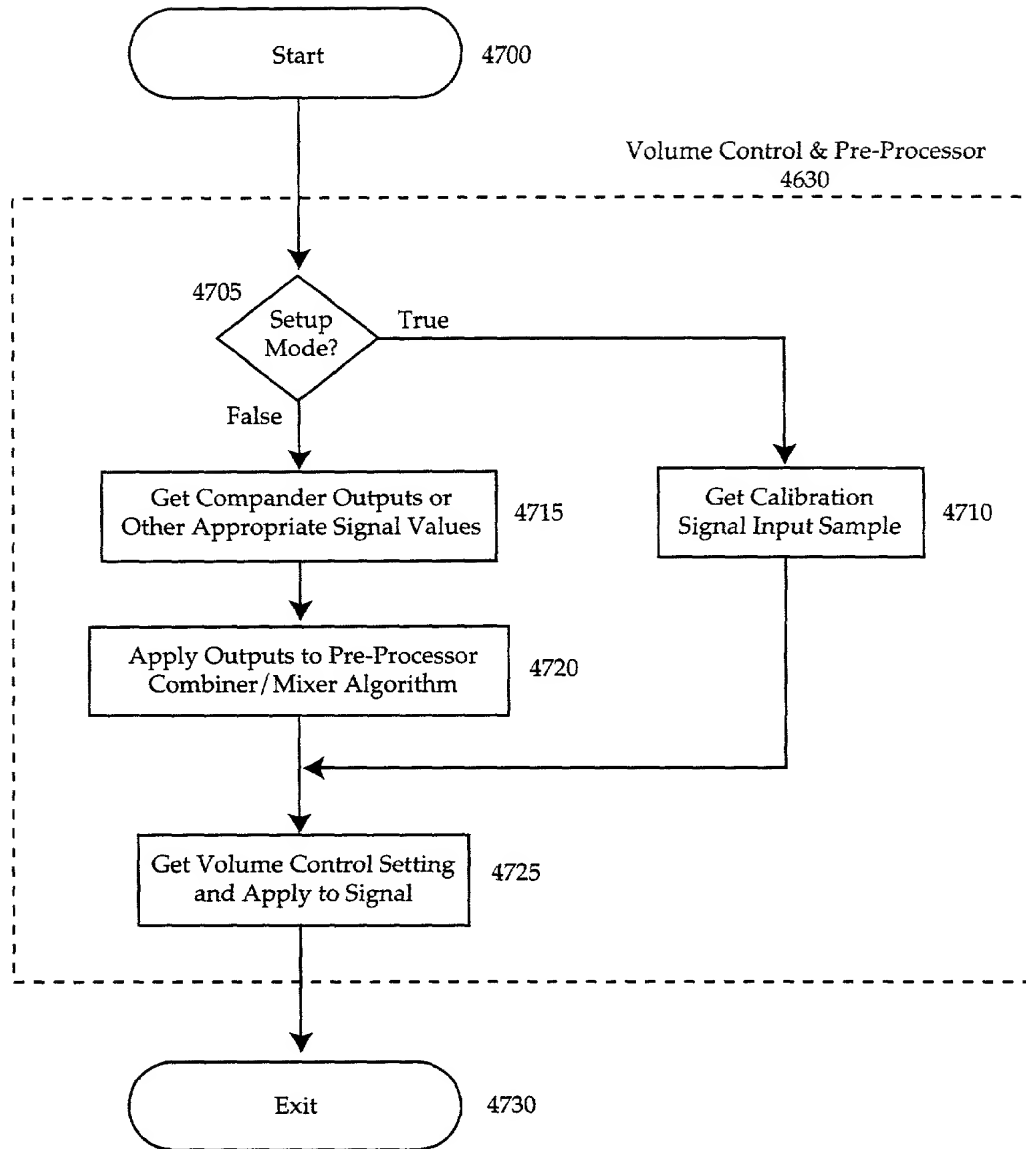 Start
4700
Volume Control & Pre-Processor
4630
4705
Setup
Mode?
True
False
Get Compander Outputs or
Other Appropriate Signal Values
4715
Get Calibration
Signal Input Sample
4710
Apply Outputs to Pre-Processor
Combiner/Mixer Algorithm
4720
Get Volume Control Setting
and Apply to Signal
4725
Exit
4730